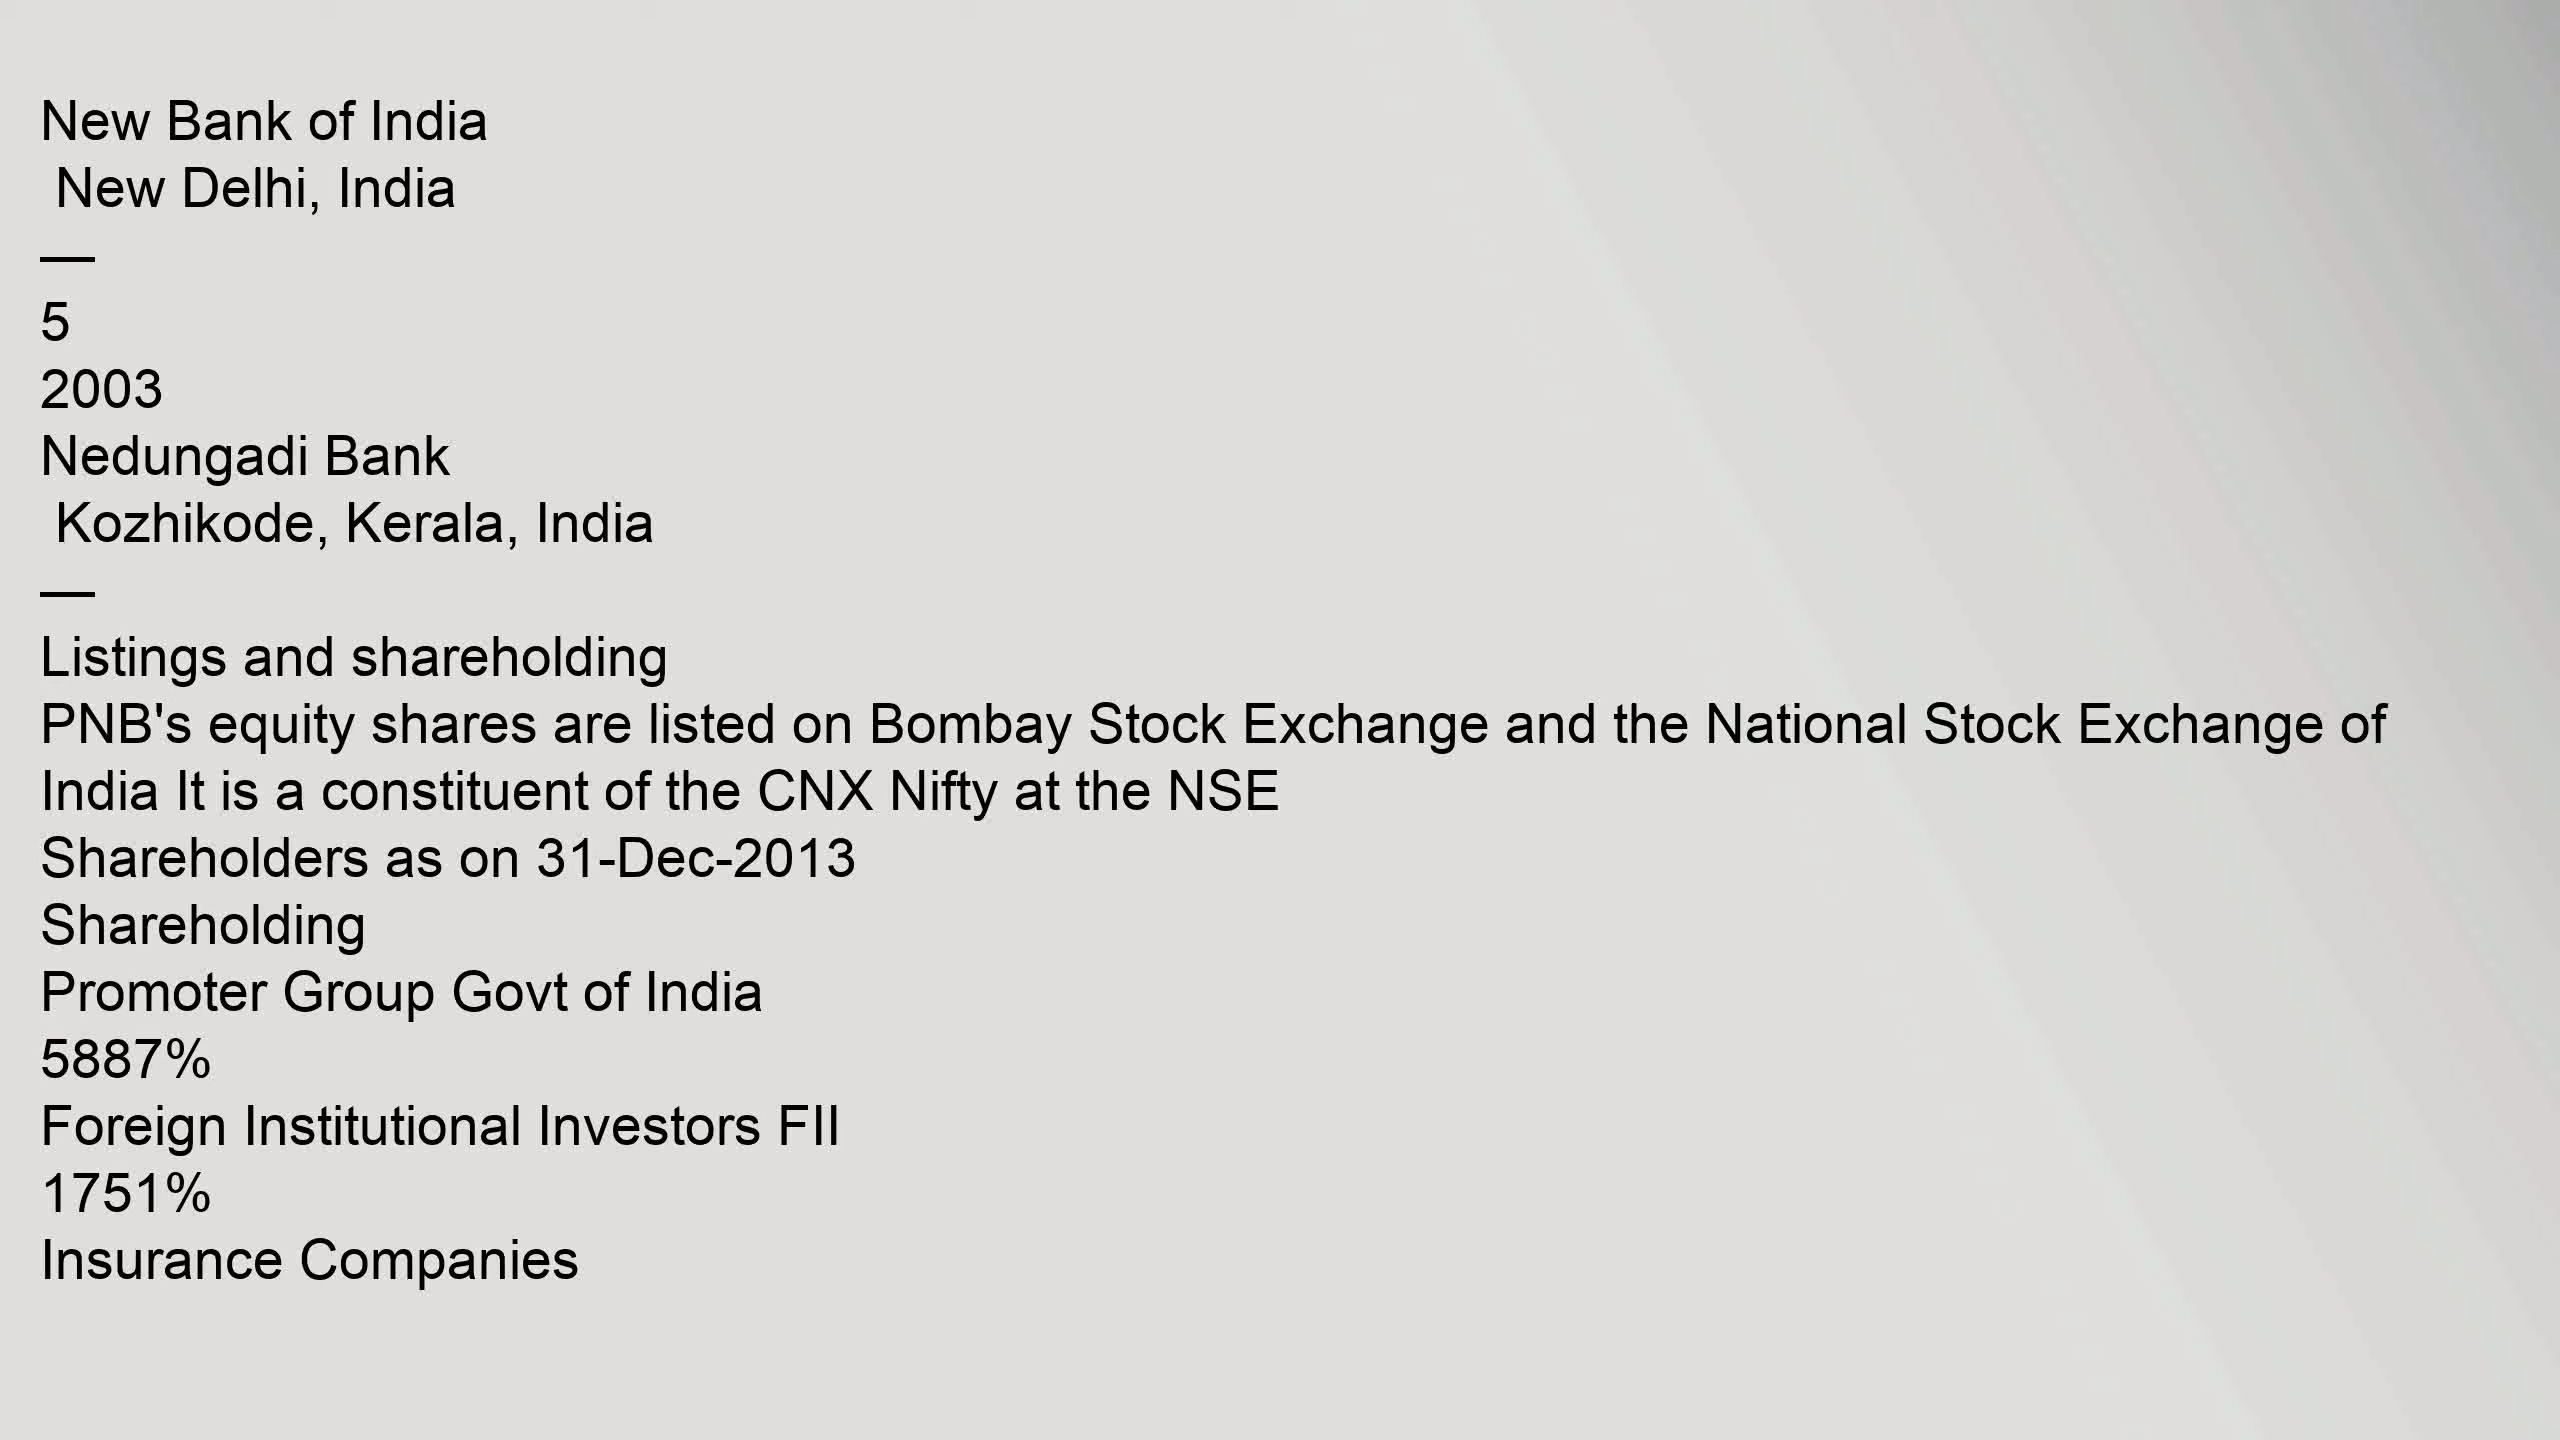 New Bank of India
New Delhi, India
—
5
2003
Nedungadi Bank
Kozhikode, Kerala, India
—
Listings and shareholding
PNB's equity shares are listed on Bombay Stock Exchange and the National Stock Exchange of
India It is a constituent of the CNX Nifty at the NSE
Shareholders as on 31-Dec-2013
Shareholding
Promoter Group Govt of India
5887%
Foreign Institutional Investors FII
1751%
Insurance Companies